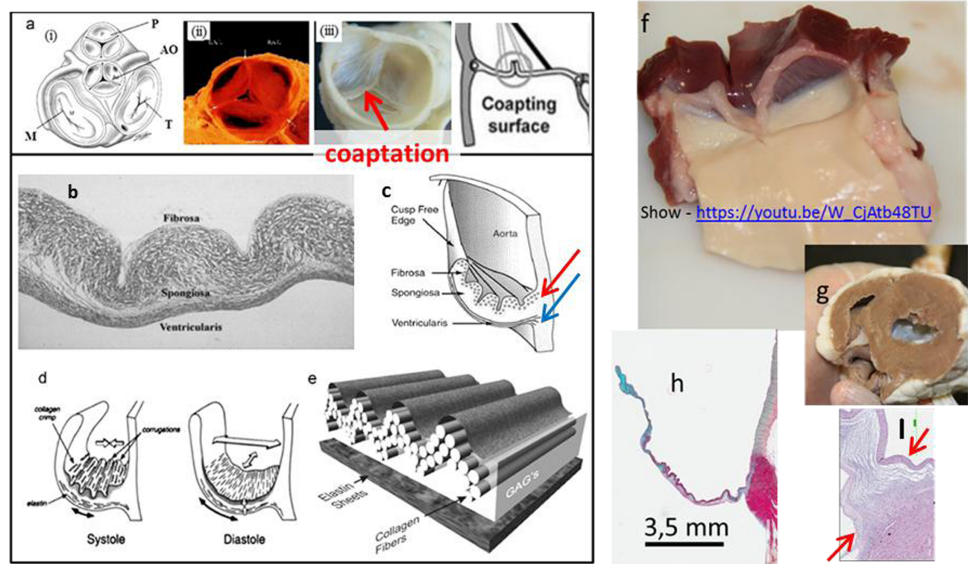 a
(i)
P
AO
M
T
(ii)
(iii)
coaptation
Coapting
surface
b
Fibrosa
Spongiosa
Ventricularis
c
Cusp Free
Edge
Aorta
Fibrosa
Spongiosa
Ventricularis
d
collagen
crimp
corrugations
elastin
Systole
Diastole
e
Elastin
Sheets
Collagen
Fibers
GAG's
f
Show - https://youtu.be/W_CjAtb48TU
g
h
3,5 mm
l